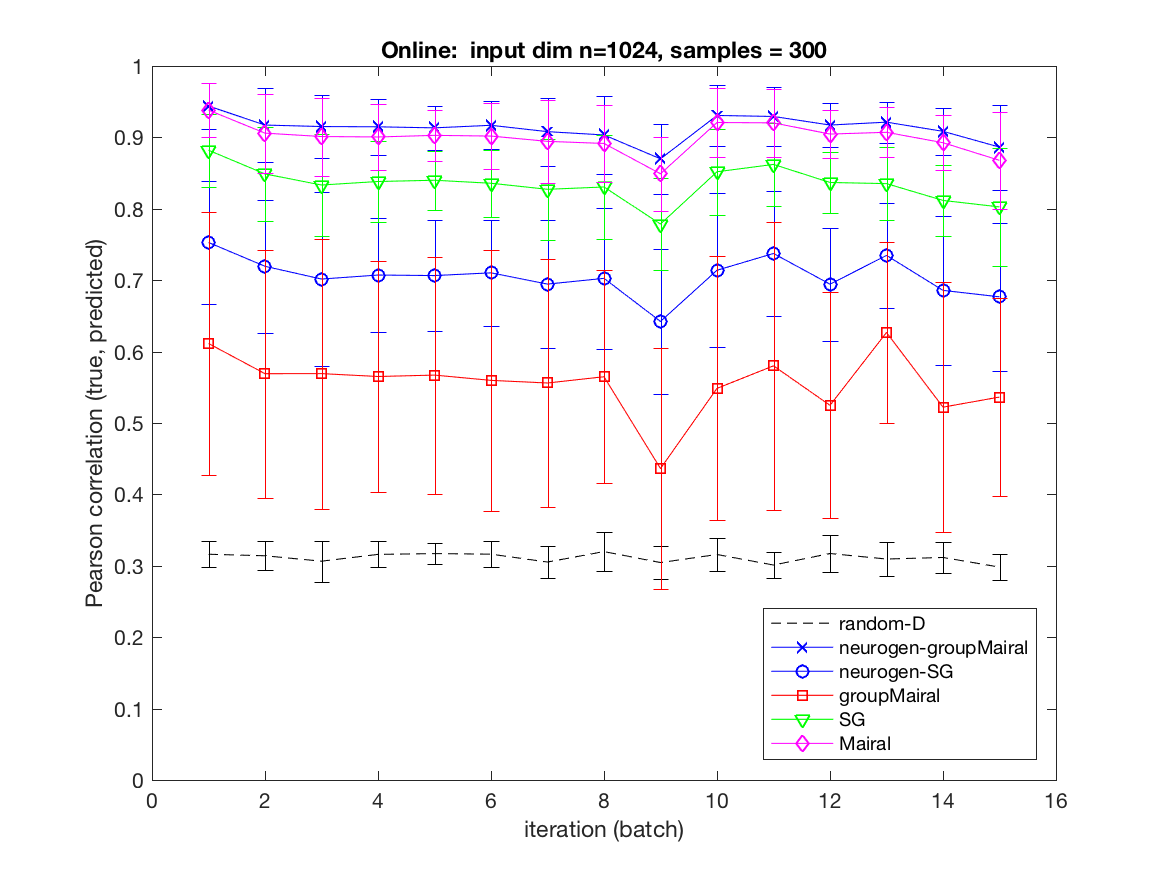 Online:  input dim n=1024, samples = 300
Pearson correlation (true, predicted)
1
0.9
0.8
0.7
0.6
0.5
0.4
0.3
0.2
0.1
0
0 2 4 6 8 10 12 14 16
iteration (batch)
random-D
neurogen-groupMairal
neurogen-SG
groupMairal
SG
Mairal